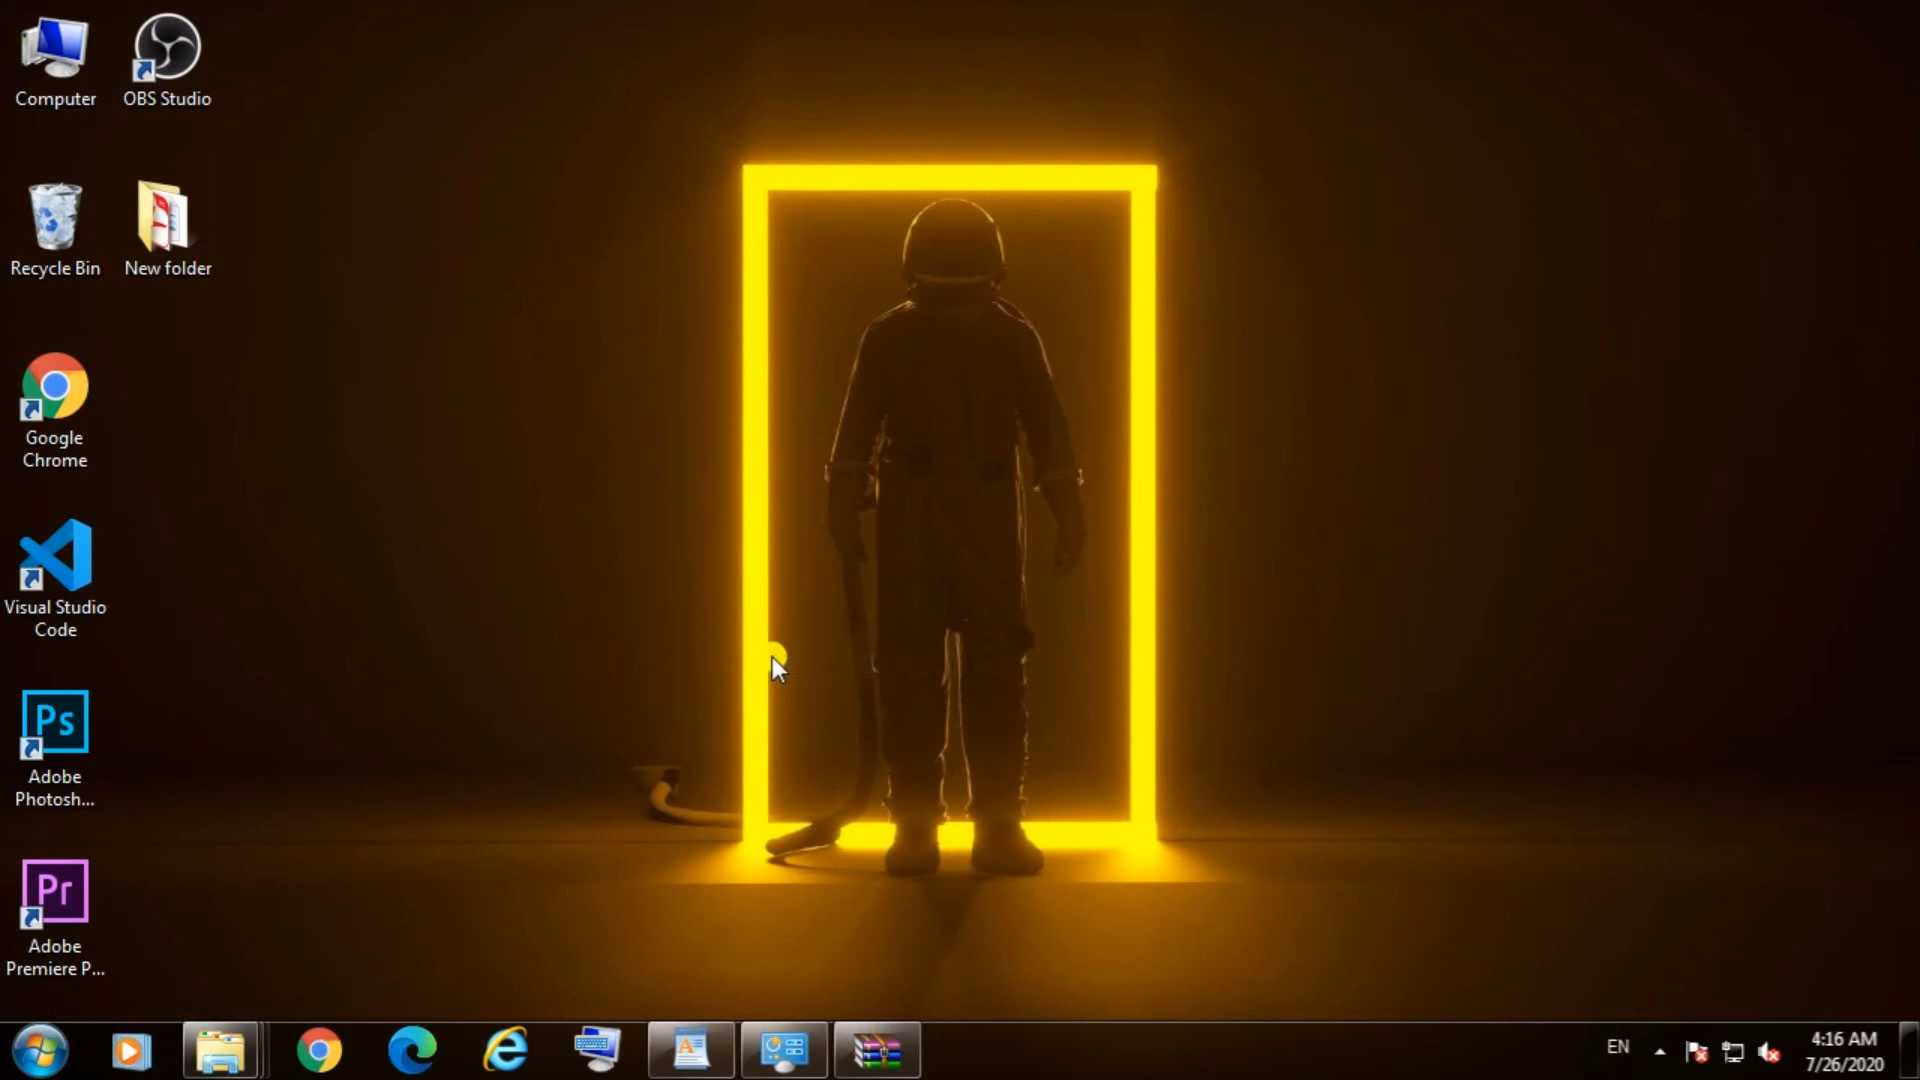 Computer
OBS Studio
Recycle Bin
New folder
Google
Chrome
Visual Studio
Code
Ps
Adobe
Photosh...
Pr
Adobe
Premiere P...
EN
4:16 AM
7/26/2020